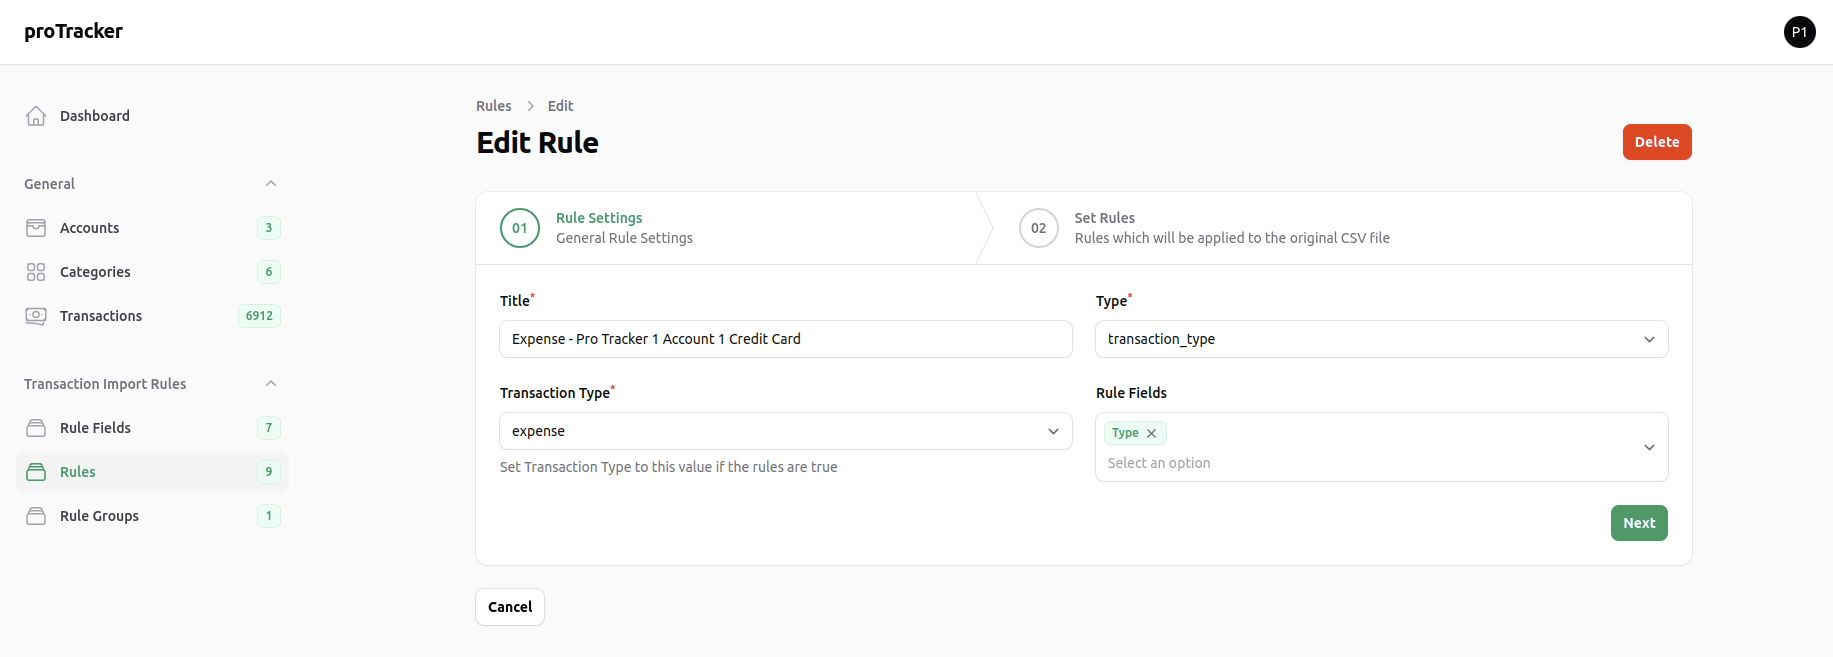 proTracker
P1
Dashboard
General
Accounts 3
Categories 6
Transactions 6912
Transaction Import Rules
Rule Fields 7
Rules 9
Rule Groups 1
Rules > Edit
Edit Rule
Delete
01
Rule Settings
General Rule Settings
02
Set Rules
Rules which will be applied to the original CSV file
Title*
Expense - Pro Tracker 1 Account 1 Credit Card
Type*
transaction_type
Transaction Type*
expense
Set Transaction Type to this value if the rules are true
Rule Fields
Type
Select an option
Next
Cancel